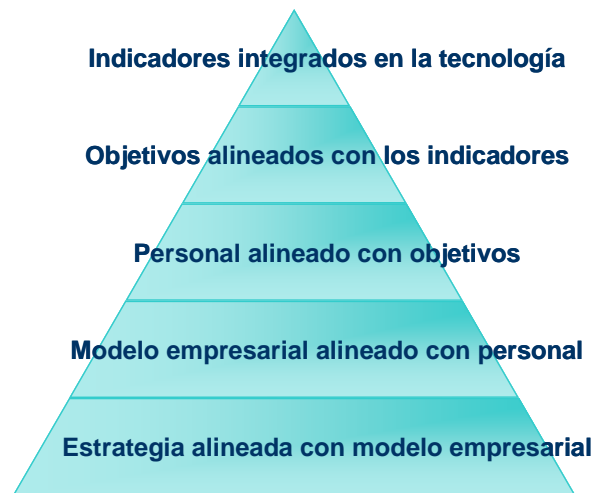 Indicadores integrados en la tecnología
Objetivos alineados con los indicadores
Personal alineado con objetivos
Modelo empresarial alineado con personal
Estrategia alineada con modelo empresarial